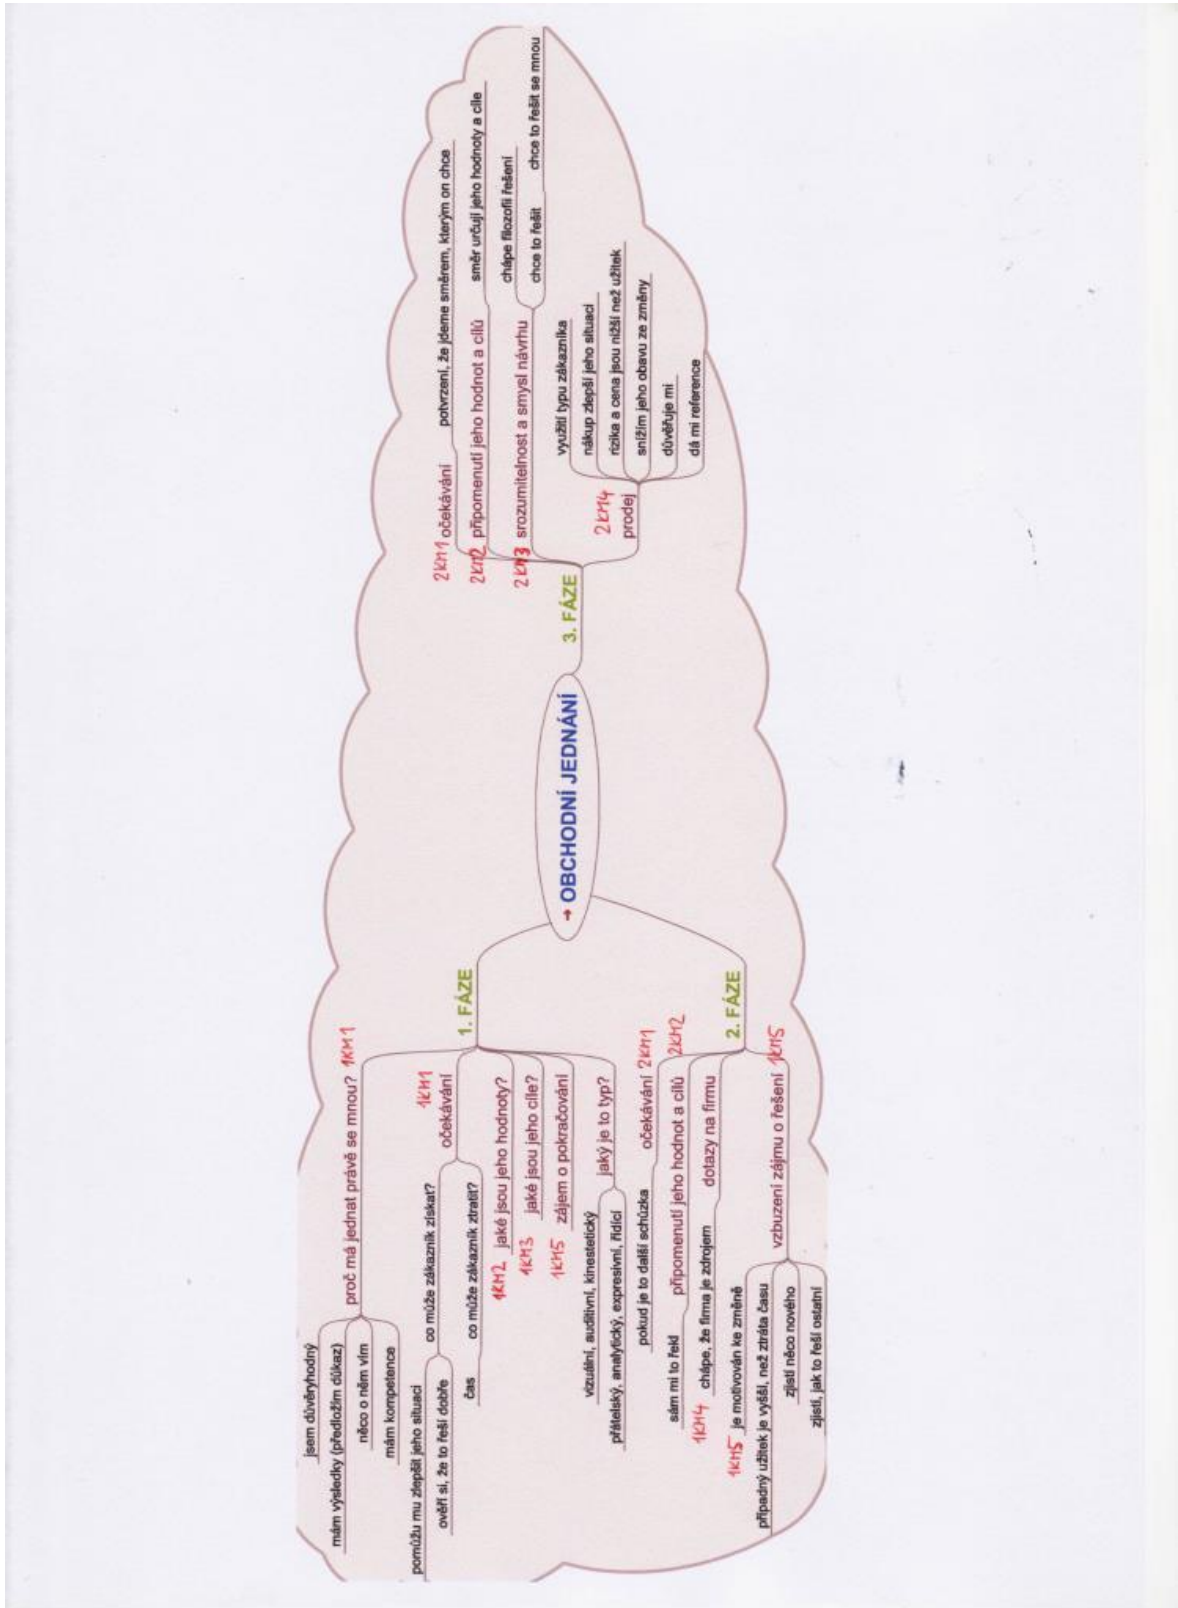 → OBCHODNÍ JEDNÁNÍ
1. FÁZE
proč má jednat právě se mnou? 1KM1
jsem důvěryhodný
mám výsledky (předložím důkaz)
něco o něm vím
mám kompetence
1KM1
očekávání
co může zákazník získat?
pomůžu mu zlepšit jeho situaci
ověří si, že to řeší dobře
co může zákazník ztratit?
čas
1KM2 jaké jsou jeho hodnoty?
1KM3 jaké jsou jeho cíle?
1KM5 zájem o pokračování
jaký je to typ?
vizuální, auditivní, kinestetický
přátelský, analytický, expresivní, řídící
2. FÁZE
očekávání 2KM1
pokud je to další schůzka
připomenutí jeho hodnot a cílů 2KM2
sám mi to řekl
dotazy na firmu
1KM4 chápe, že firma je zdrojem
vzbuzení zájmu o řešení 1KM5
1KM5 je motivován ke změně
případný užitek je vyšší, než ztráta času
zjistí něco nového
zjistí, jak to řeší ostatní
3. FÁZE
2KM1 očekávání
potvrzení, že jdeme směrem, kterým on chce
2KM2 připomenutí jeho hodnot a cílů
směr určují jeho hodnoty a cíle
2KM3 srozumitelnost a smysl návrhu
chápe filozofii řešení
chce to řešit
chce to řešit se mnou
2KM4
prodej
využití typu zákazníka
nákup zlepší jeho situaci
rizika a cena jsou nižší než užitek
snížím jeho obavu ze změny
důvěřuje mi
dá mi reference